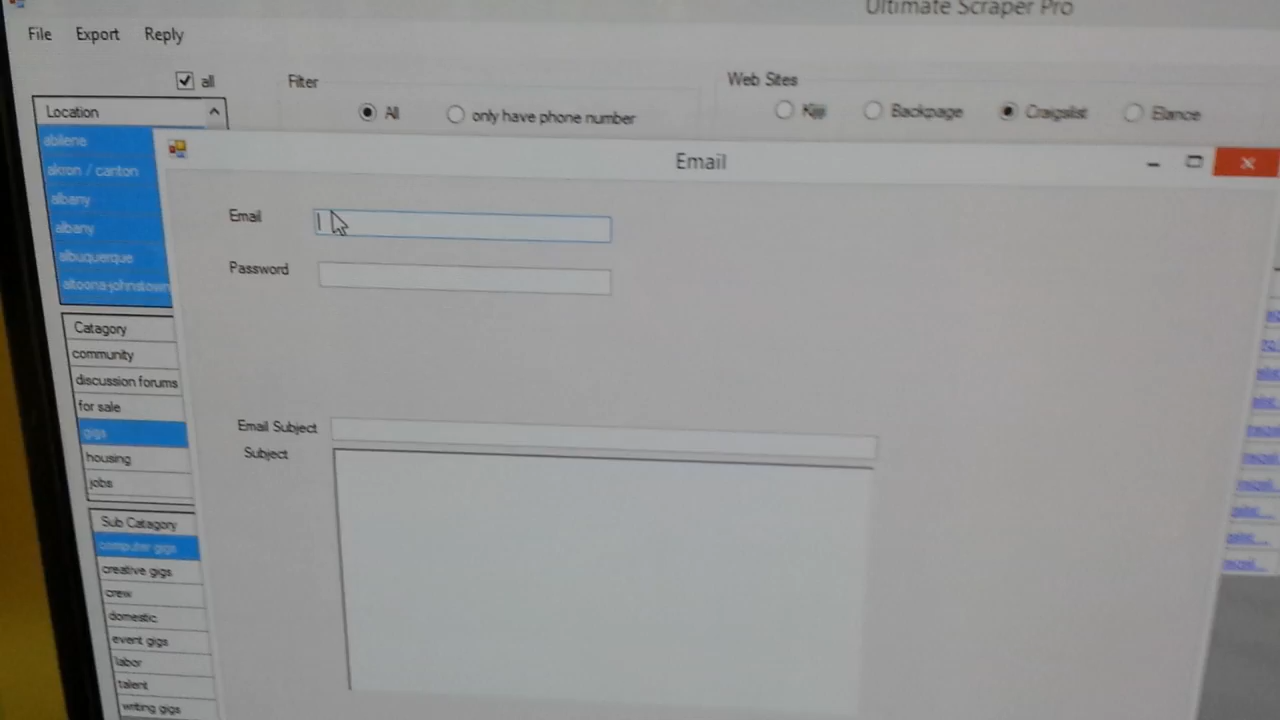 Ultimate Scraper Pro
File Export Reply
all
Filter
Web Sites
Location
All
only have phone number
Kijiji
Backpage
Craigslist
Elance
abilene
akron / canton
albany
albany
albuquerque
altoona-johnstown
Email
Email
Password
Catagory
community
discussion forums
for sale
gigs
housing
jobs
Email Subject
Subject
Sub Catagory
computer gigs
creative gigs
crew
domestic
event gigs
labor
talent
writing gigs